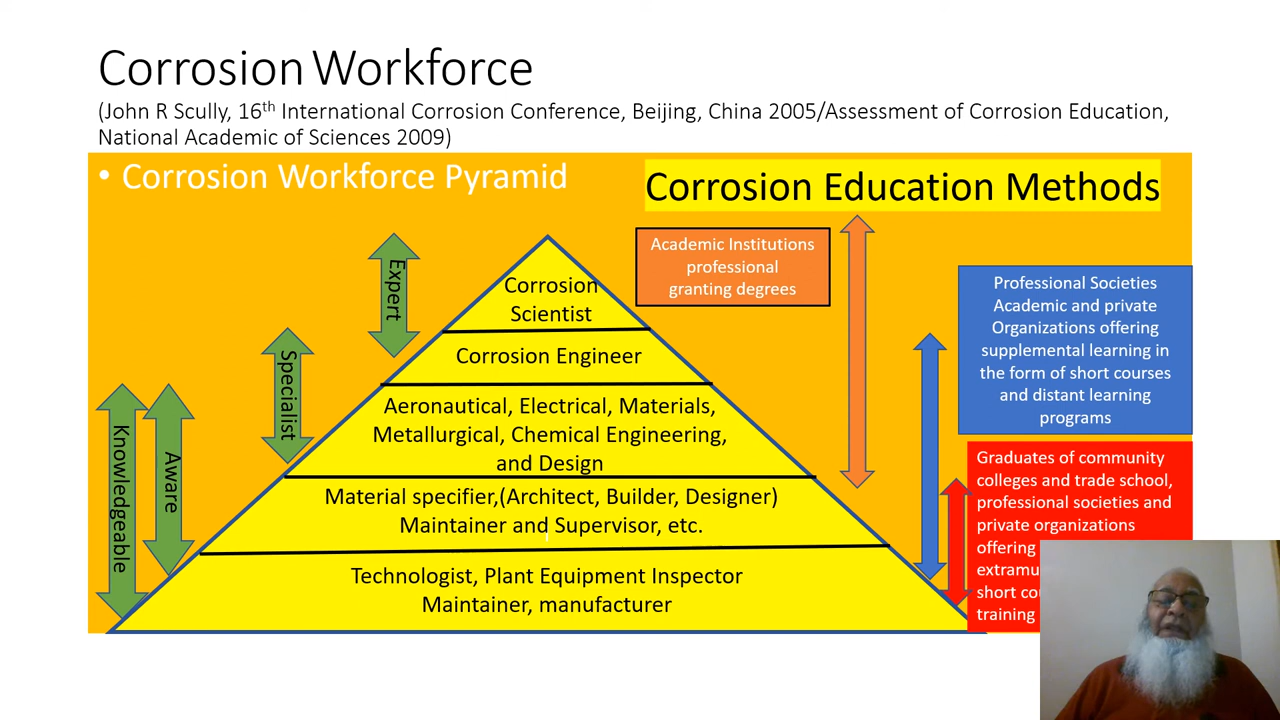 Corrosion Workforce
(John R Scully, 16th International Corrosion Conference, Beijing, China 2005/Assessment of Corrosion Education,
National Academic of Sciences 2009)
• Corrosion Workforce Pyramid
Corrosion Education Methods
Expert
Specialist
Knowledgeable
Aware
Corrosion
Scientist
Corrosion Engineer
Aeronautical, Electrical, Materials,
Metallurgical, Chemical Engineering,
and Design
Material specifier,(Architect, Builder, Designer)
Maintainer and Supervisor, etc.
Technologist, Plant Equipment Inspector
Maintainer, manufacturer
Academic Institutions
professional
granting degrees
Professional Societies
Academic and private
Organizations offering
supplemental learning in
the form of short courses
and distant learning
programs
Graduates of community
colleges and trade school,
professional societies and
private organizations
offering
short
training